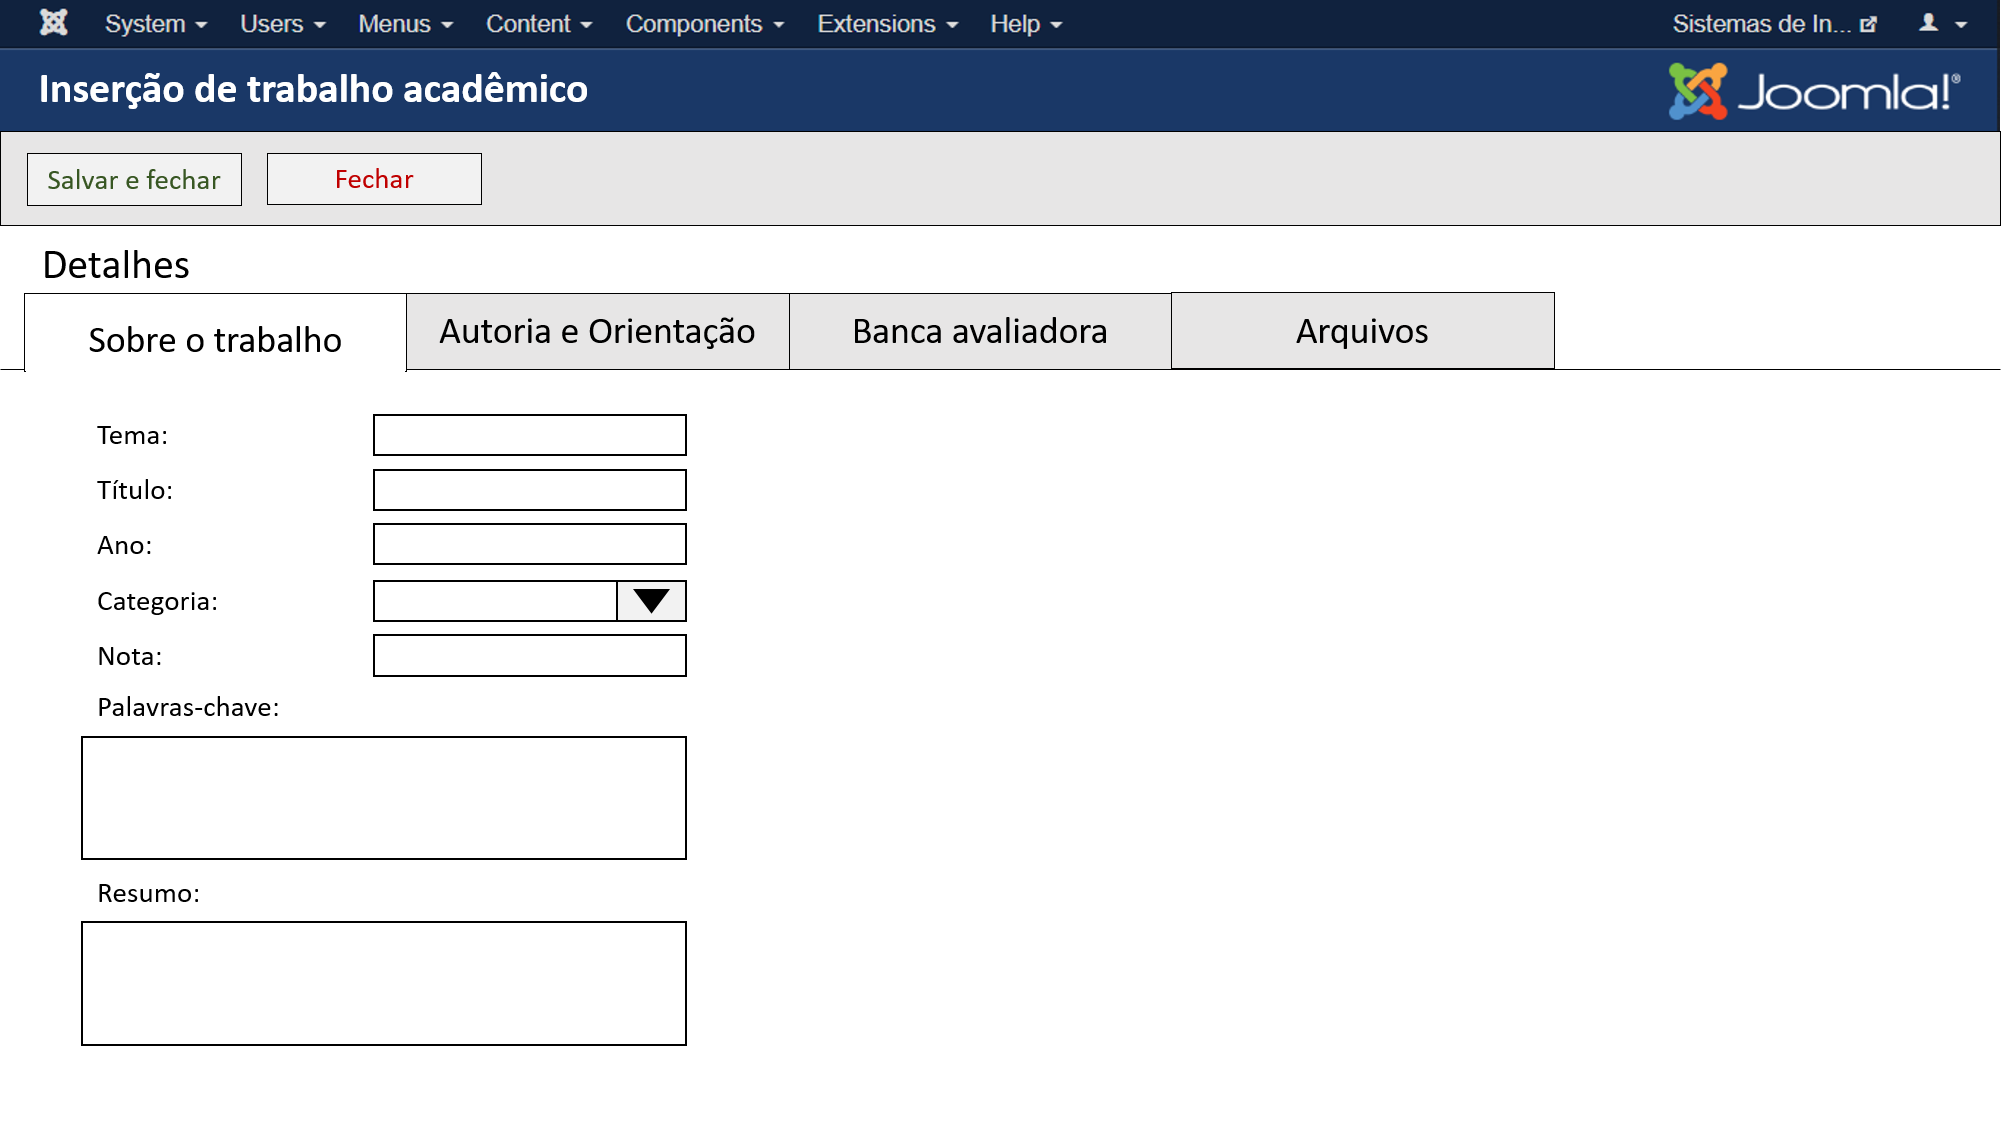 System Users Menus Content Components Extensions Help Sistemas de In...
Inserção de trabalho acadêmico
Joomla!®
Salvar e fechar Fechar
Detalhes
Sobre o trabalho Autoria e Orientação Banca avaliadora Arquivos
Tema:
Título:
Ano:
Categoria:
Nota:
Palavras-chave:
Resumo: